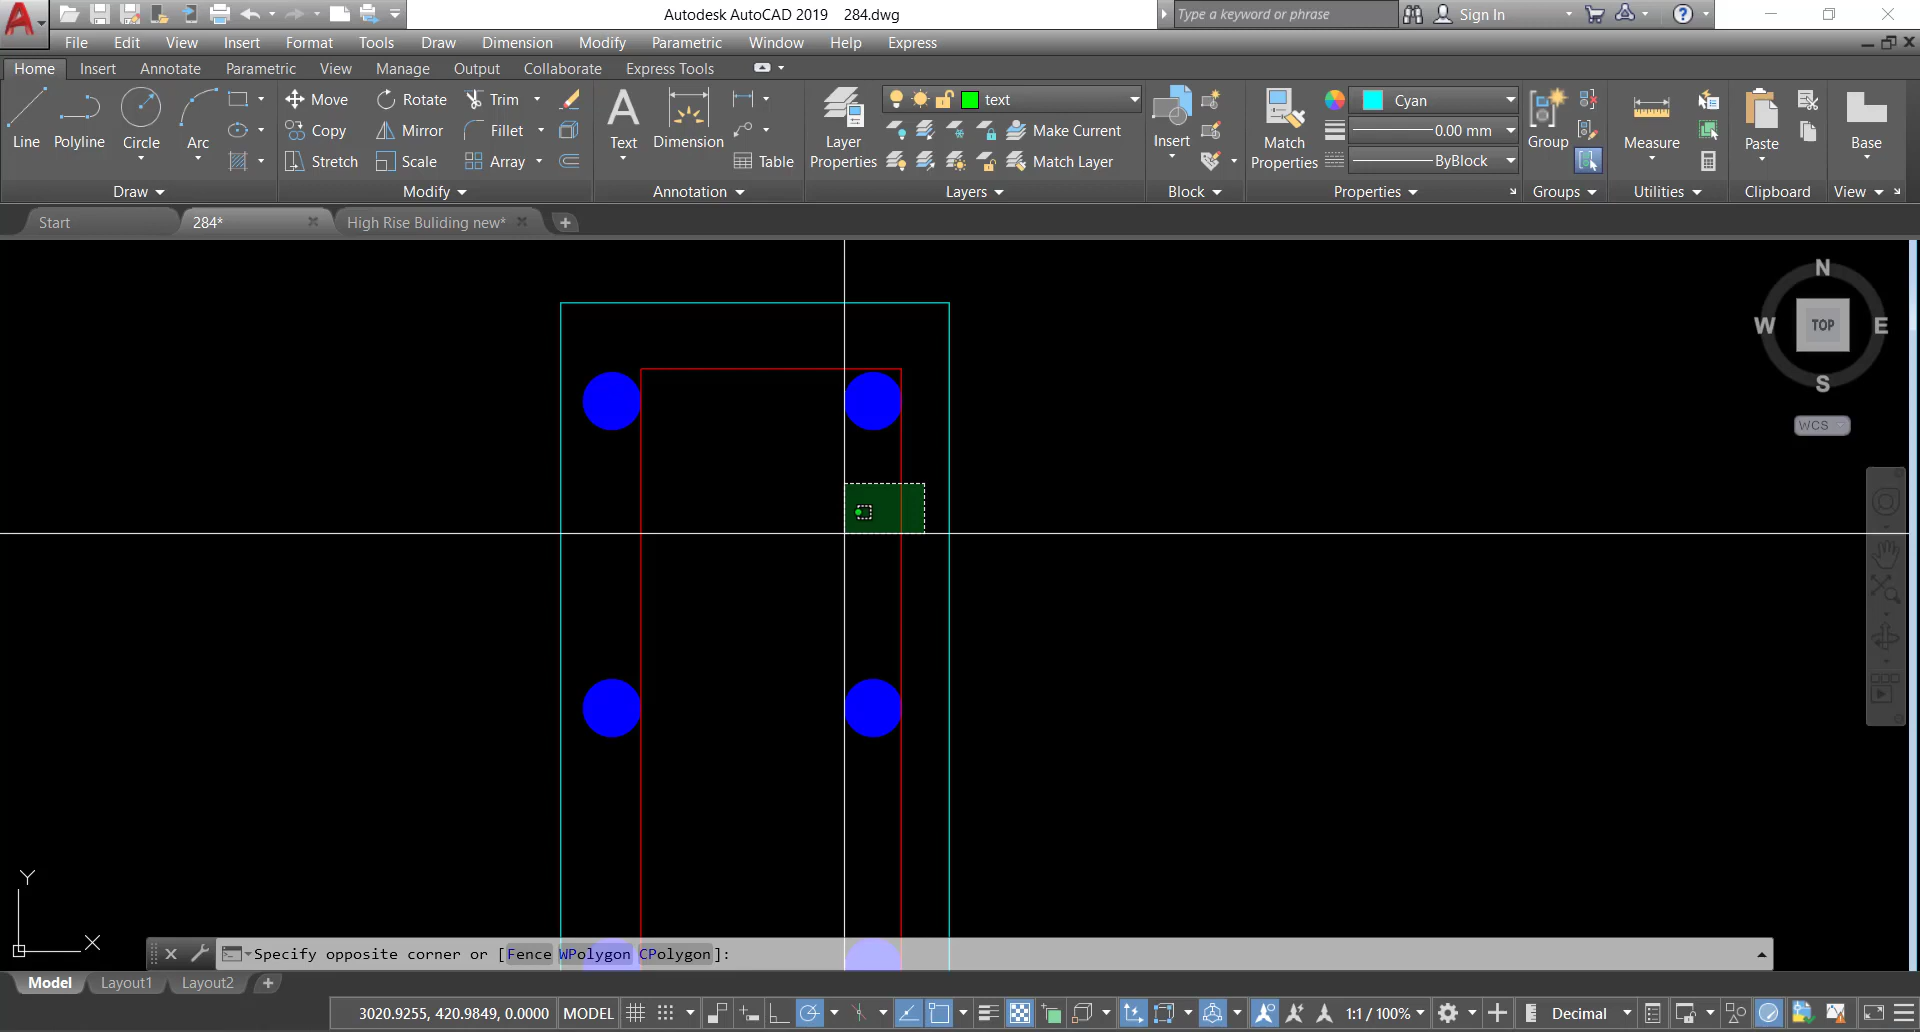 Autodesk AutoCAD 2019 284.dwg
Type a keyword or phrase
Sign In
File Edit View Insert Format Tools Draw Dimension Modify Parametric Window Help Express
Home Insert Annotate Parametric View Manage Output Collaborate Express Tools
Move Rotate Trim
text
Cyan
Copy Mirror Fillet
Make Current
0.00 mm
Line Polyline Circle Arc
Text Dimension
Layer Properties
Insert
Match Properties
Group
Measure
Paste
Base
Stretch Scale Array
Table
Match Layer
ByBlock
Draw Modify Annotation Layers Block Properties Groups Utilities Clipboard View
Start 284* High Rise Buliding new*
N
W TOP E
S
WCS
Y
X
Specify opposite corner or [Fence WPolygon CPolygon]:
Model Layout1 Layout2
3020.9255, 420.9849, 0.0000 MODEL 1:1 / 100% Decimal